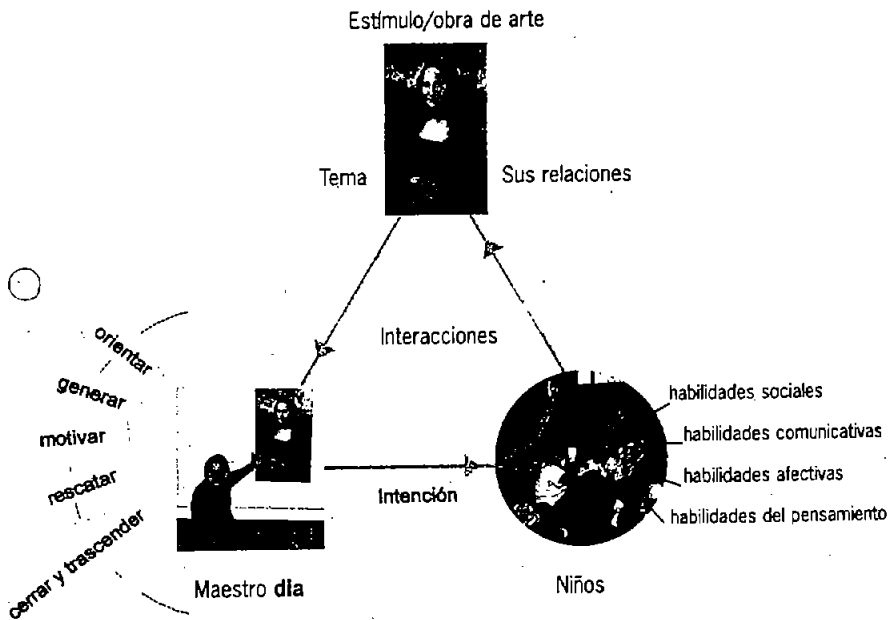 Estímulo/obra de arte
Tema
Sus relaciones
Interacciones
orientar
generar
motivar
rescatar
cerrar y trascender
Intención
habilidades sociales
habilidades comunicativas
habilidades afectivas
habilidades del pensamiento
Maestro dia
Niños